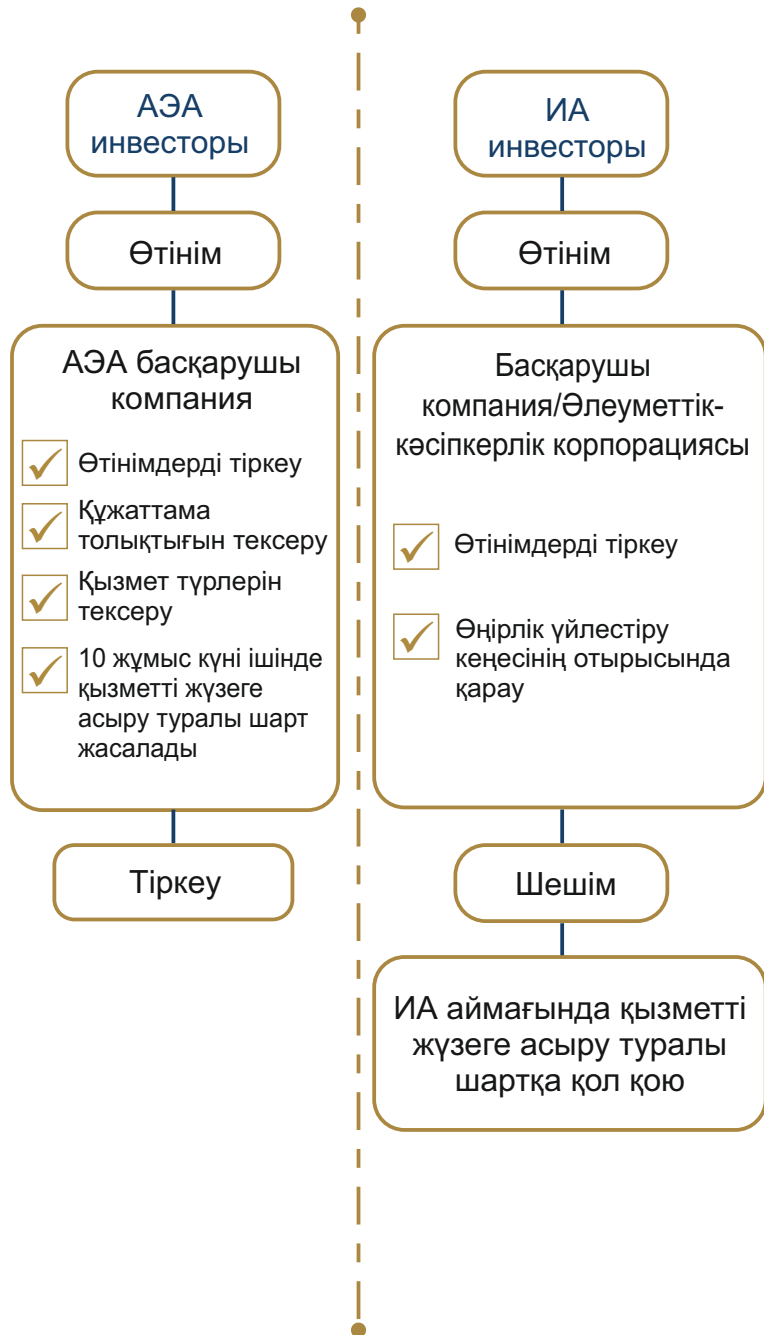 АЭА
инвесторы
Өтінім
АЭА басқарушы
компания
Өтінімдерді тіркеу
Құжаттама
толықтығын тексеру
Қызмет түрлерін
тексеру
10 жұмыс күні ішінде
қызметті жүзеге
асыру туралы шарт
жасалады
Тіркеу
ИА
инвесторы
Өтінім
Басқарушы
компания/Әлеуметтік-
кәсіпкерлік корпорациясы
Өтінімдерді тіркеу
Өңірлік үйлестіру
кеңесінің отырысында
қарау
Шешім
ИА аймағында қызметті
жүзеге асыру туралы
шартқа қол қою